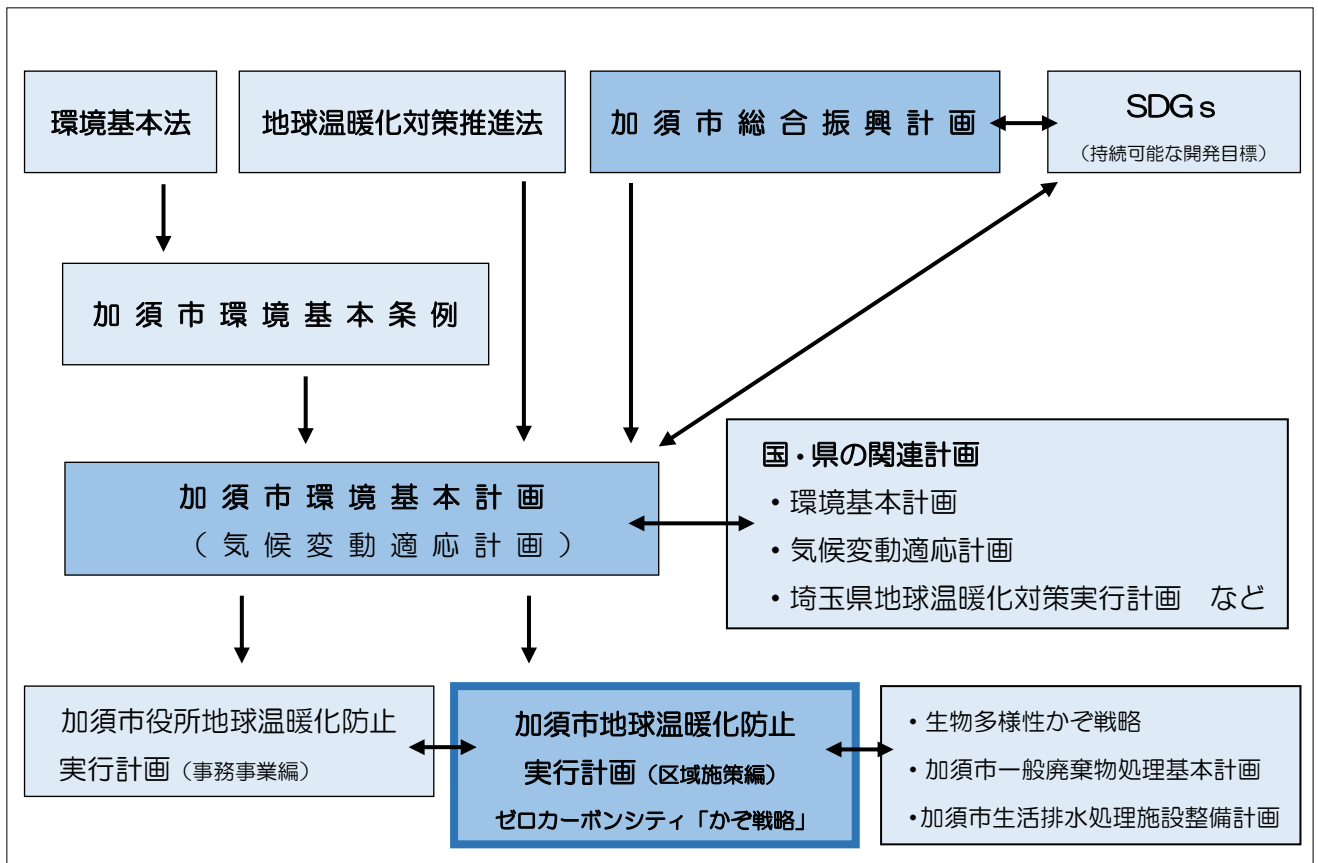 環境基本法
地球温暖化対策推進法
加須市総合振興計画
SDGs
（持続可能な開発目標）
加須市環境基本条例
加須市環境基本計画
（気候変動適応計画）
国・県の関連計画
・環境基本計画
・気候変動適応計画
・埼玉県地球温暖化対策実行計画　など
加須市役所地球温暖化防止
実行計画（事務事業編）
加須市地球温暖化防止
実行計画（区域施策編）
ゼロカーボンシティ「かぞ戦略」
・生物多様性かぞ戦略
・加須市一般廃棄物処理基本計画
・加須市生活排水処理施設整備計画